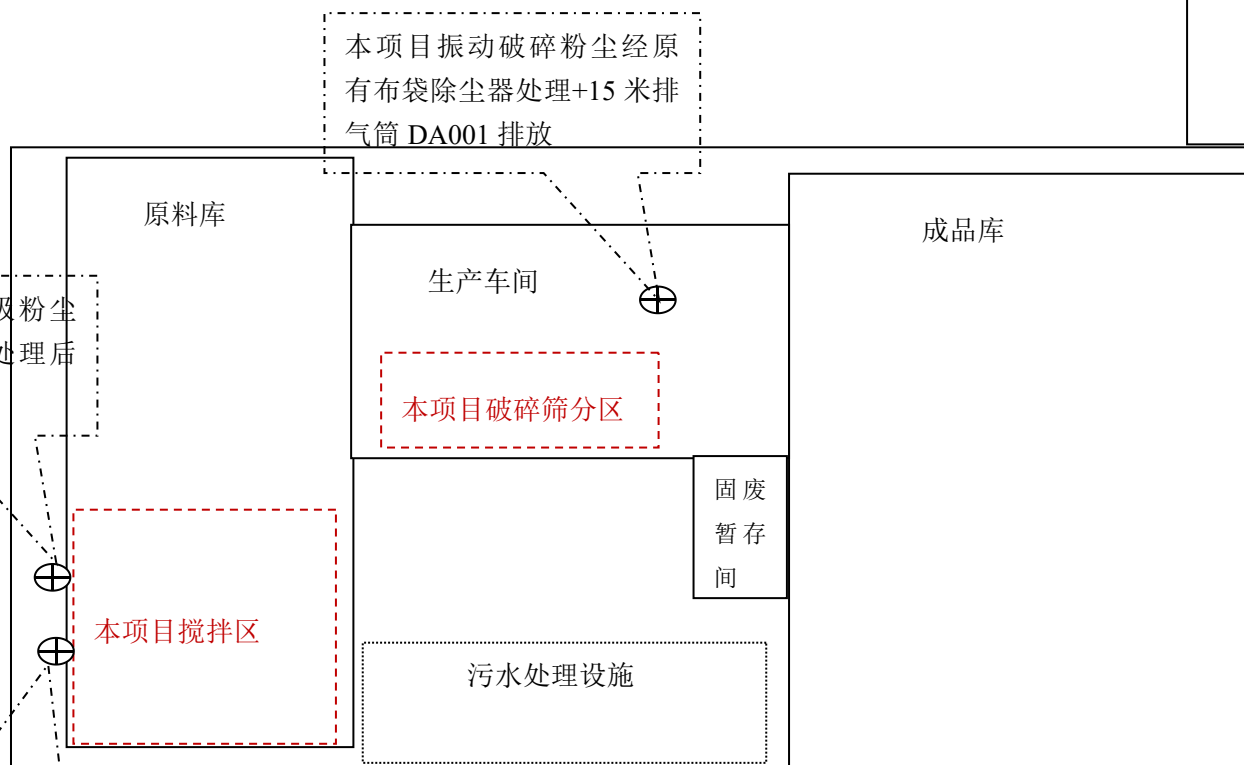 本项目振动破碎粉尘经原
有布袋除尘器处理+15 米排
气筒 DA001 排放
原料库
成品库
生产车间
粉尘
处理后
本项目破碎筛分区
固废
暂存
间
本项目搅拌区
污水处理设施